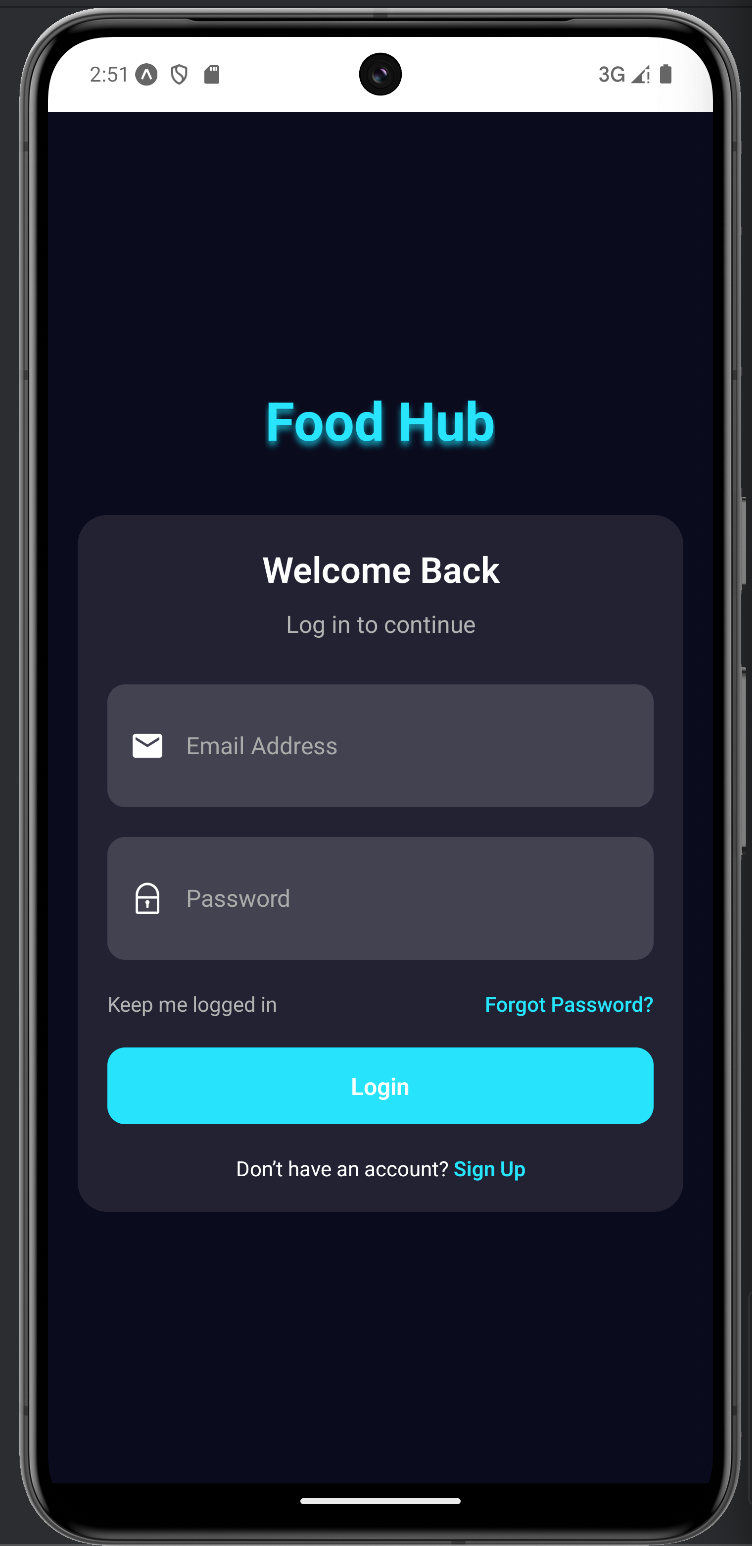 2:51 3G
Food Hub
Welcome Back
Log in to continue
Email Address
Password
Keep me logged in Forgot Password?
Login
Don't have an account? Sign Up